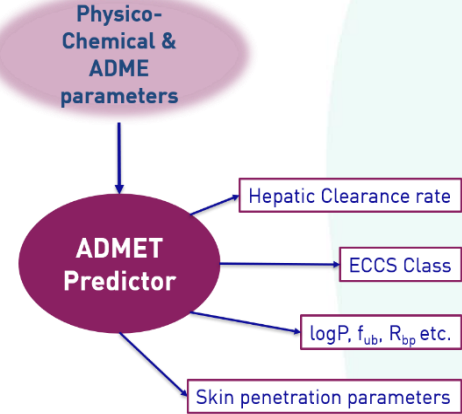 Physico-
Chemical &
ADME
parameters
Hepatic Clearance rate
ADMET
Predictor
ECCS Class
logP, fub, Rbp etc.
Skin penetration parameters